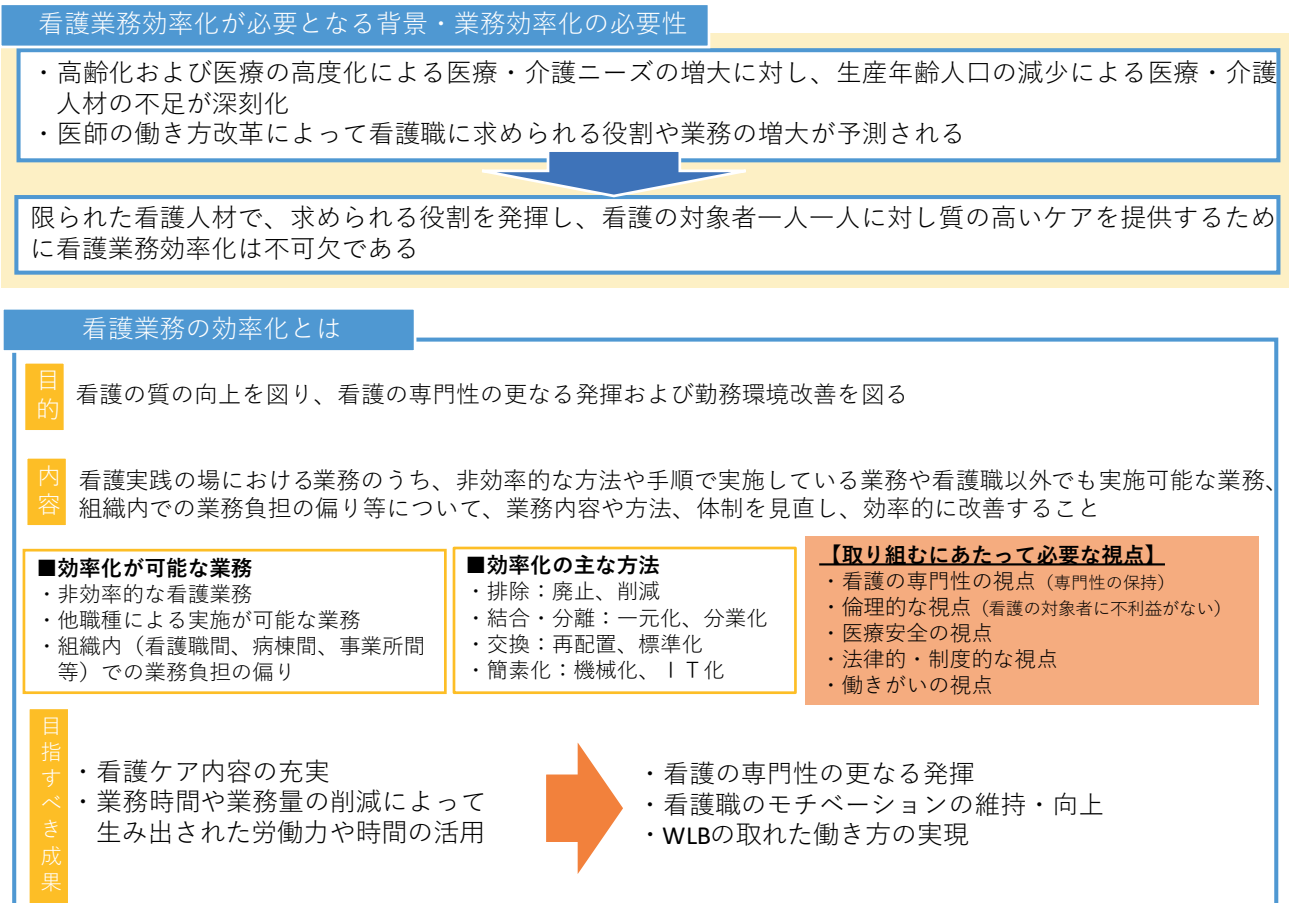 看護業務効率化が必要となる背景・業務効率化の必要性
・高齢化および医療の高度化による医療・介護ニーズの増大に対し、生産年齢人口の減少による医療・介護
人材の不足が深刻化
・医師の働き方改革によって看護職に求められる役割や業務の増大が予測される
限られた看護人材で、求められる役割を発揮し、看護の対象者一人一人に対し質の高いケアを提供するため
に看護業務効率化は不可欠である
看護業務の効率化とは
目的
看護の質の向上を図り、看護の専門性の更なる発揮および勤務環境改善を図る
内容
看護実践の場における業務のうち、非効率的な方法や手順で実施している業務や看護職以外でも実施可能な業務、
組織内での業務負担の偏り等について、業務内容や方法、体制を見直し、効率的に改善すること
■効率化が可能な業務
・非効率的な看護業務
・他職種による実施が可能な業務
・組織内（看護職間、病棟間、事業所間
等）での業務負担の偏り
■効率化の主な方法
・排除：廃止、削減
・結合・分離：一元化、分業化
・交換：再配置、標準化
・簡素化：機械化、ＩＴ化
【取り組むにあたって必要な視点】
・看護の専門性の視点（専門性の保持）
・倫理的な視点（看護の対象者に不利益がない）
・医療安全の視点
・法律的・制度的な視点
・働きがいの視点
目指すべき成果
・看護ケア内容の充実
・業務時間や業務量の削減によって
生み出された労働力や時間の活用
・看護の専門性の更なる発揮
・看護職のモチベーションの維持・向上
・WLBの取れた働き方の実現